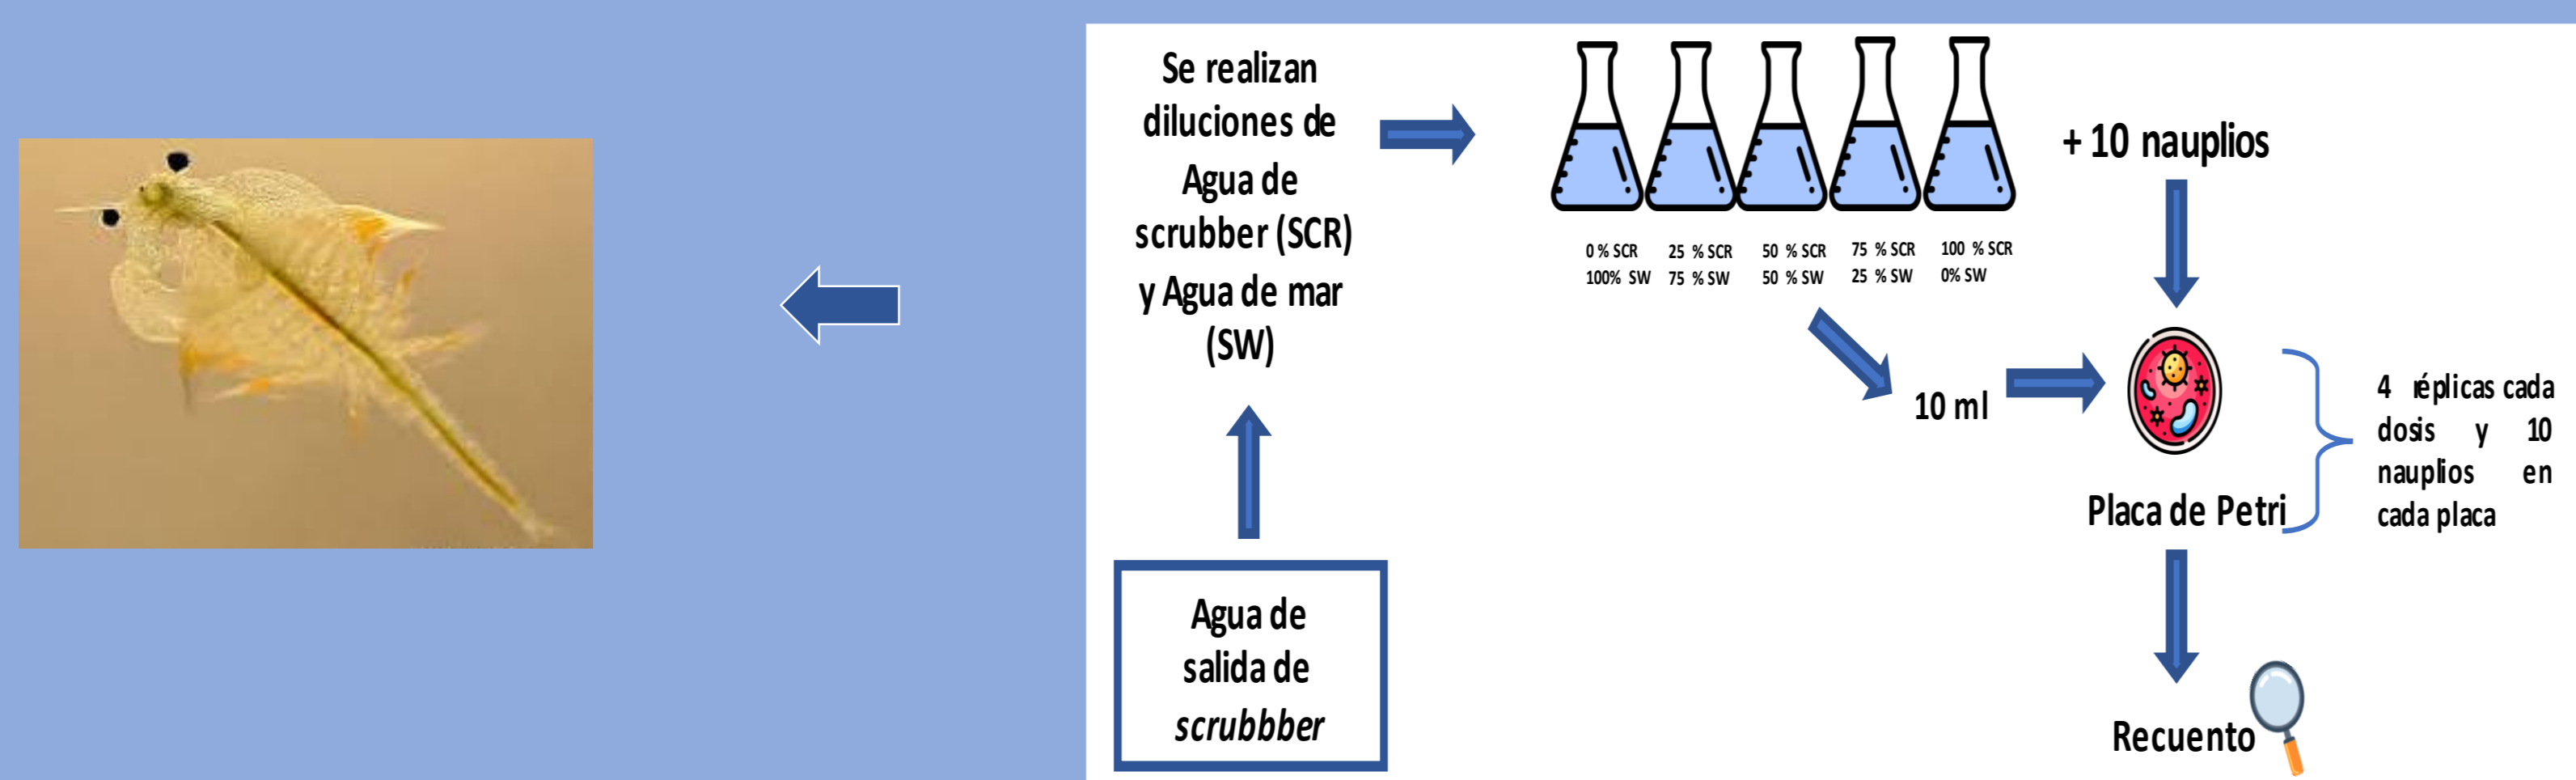 Se realizan
diluciones de
Agua de
scrubber (SCR)
y Agua de mar
(SW)
Agua de
salida de
scrubbber
0 % SCR
100% SW
25 % SCR
75 % SW
50 % SCR
50 % SW
75 % SCR
25 % SW
100 % SCR
0% SW
+ 10 nauplios
10 ml
Placa de Petri
4 réplicas cada
dosis y 10
nauplios en
cada placa
Recuento